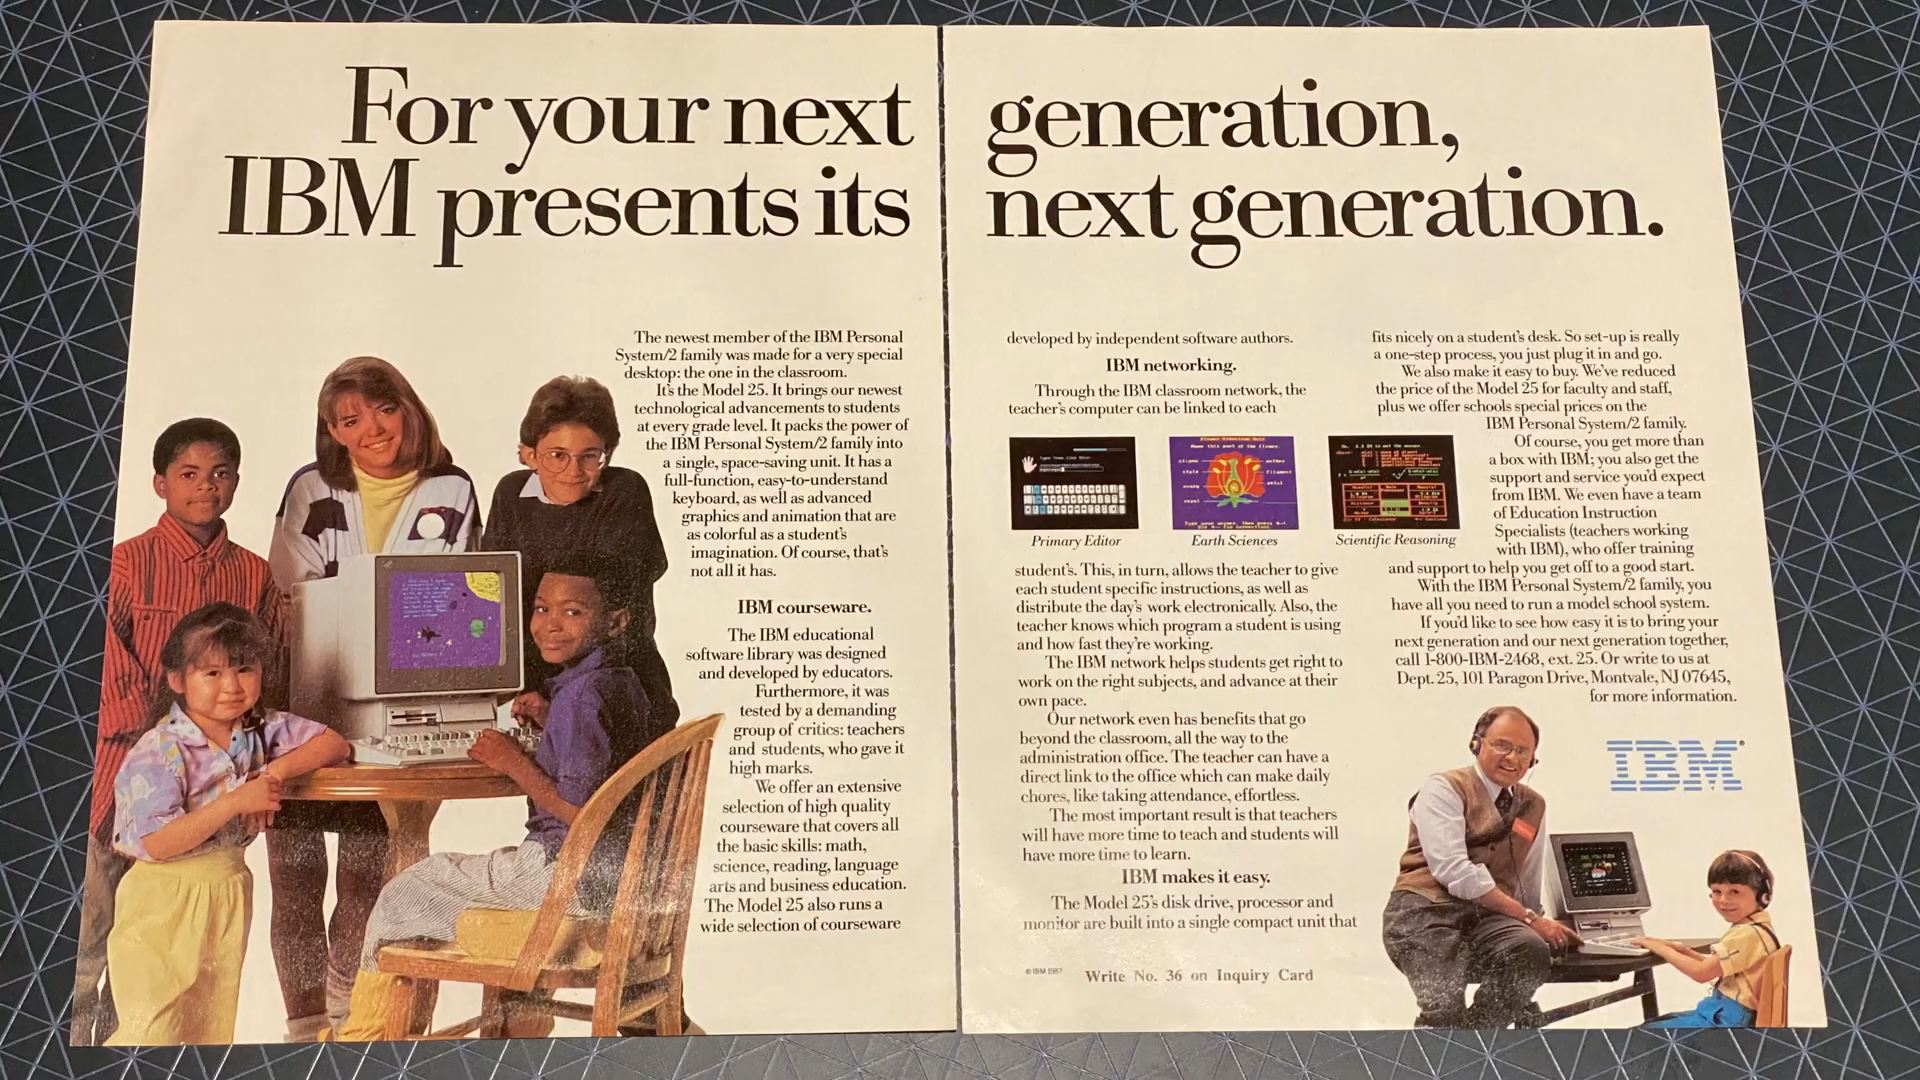 For your next generation,
IBM presents its next generation.
The newest member of the IBM Personal
System/2 family was made for a very special
desktop: the one in the classroom.
It's the Model 25. It brings our newest
technological advancements to students
at every grade level. It packs the power of
the IBM Personal System/2 family into
a single, space-saving unit. It has a
full-function, easy-to-understand
keyboard, as well as advanced
graphics and animation that are
as colorful as a student's
imagination. Of course, that's
not all it has.
IBM courseware.
The IBM educational
software library was designed
and developed by educators.
Furthermore, it was
tested by a demanding
group of critics: teachers
and students, who gave it
high marks.
We offer an extensive
selection of high quality
courseware that covers all
the basic skills: math,
science, reading, language
arts and business education.
The Model 25 also runs a
wide selection of courseware
developed by independent software authors.
IBM networking.
Through the IBM classroom network, the
teacher's computer can be linked to each
Primary Editor
Earth Sciences
Scientific Reasoning
student's. This, in turn, allows the teacher to give
each student specific instructions, as well as
distribute the day's work electronically. Also, the
teacher knows which program a student is using
and how fast they're working.
The IBM network helps students get right to
work on the right subjects, and advance at their
own pace.
Our network even has benefits that go
beyond the classroom, all the way to the
administration office. The teacher can have a
direct link to the office which can make daily
chores, like taking attendance, effortless.
The most important result is that teachers
will have more time to teach and students will
have more time to learn.
IBM makes it easy.
The Model 25's disk drive, processor and
monitor are built into a single compact unit that
© IBM 1987
Write No. 36 on Inquiry Card
fits nicely on a student's desk. So set-up is really
a one-step process, you just plug it in and go.
We also make it easy to buy. We've reduced
the price of the Model 25 for faculty and staff,
plus we offer schools special prices on the
IBM Personal System/2 family.
Of course, you get more than
a box with IBM; you also get the
support and service you'd expect
from IBM. We even have a team
of Education Instruction
Specialists (teachers working
with IBM), who offer training
and support to help you get off to a good start.
With the IBM Personal System/2 family, you
have all you need to run a model school system.
If you'd like to see how easy it is to bring your
next generation and our next generation together,
call 1-800-IBM-2468, ext. 25. Or write to us at
Dept. 25, 101 Paragon Drive, Montvale, NJ 07645,
for more information.
IBM